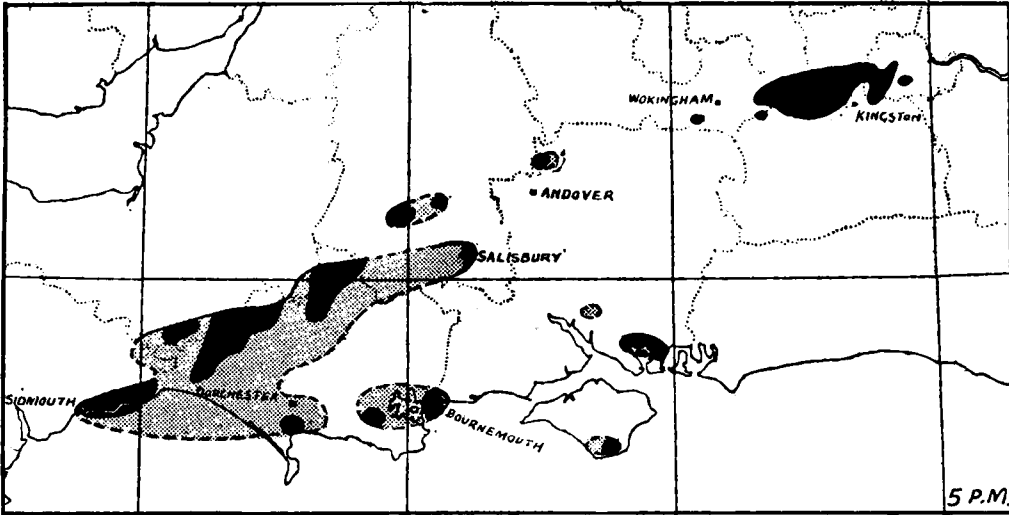 WOKINGHAM
KINGSTON
ANDOVER
SALISBURY
SIDMOUTH
DORCHESTER
BOURNEMOUTH
5 P.M.